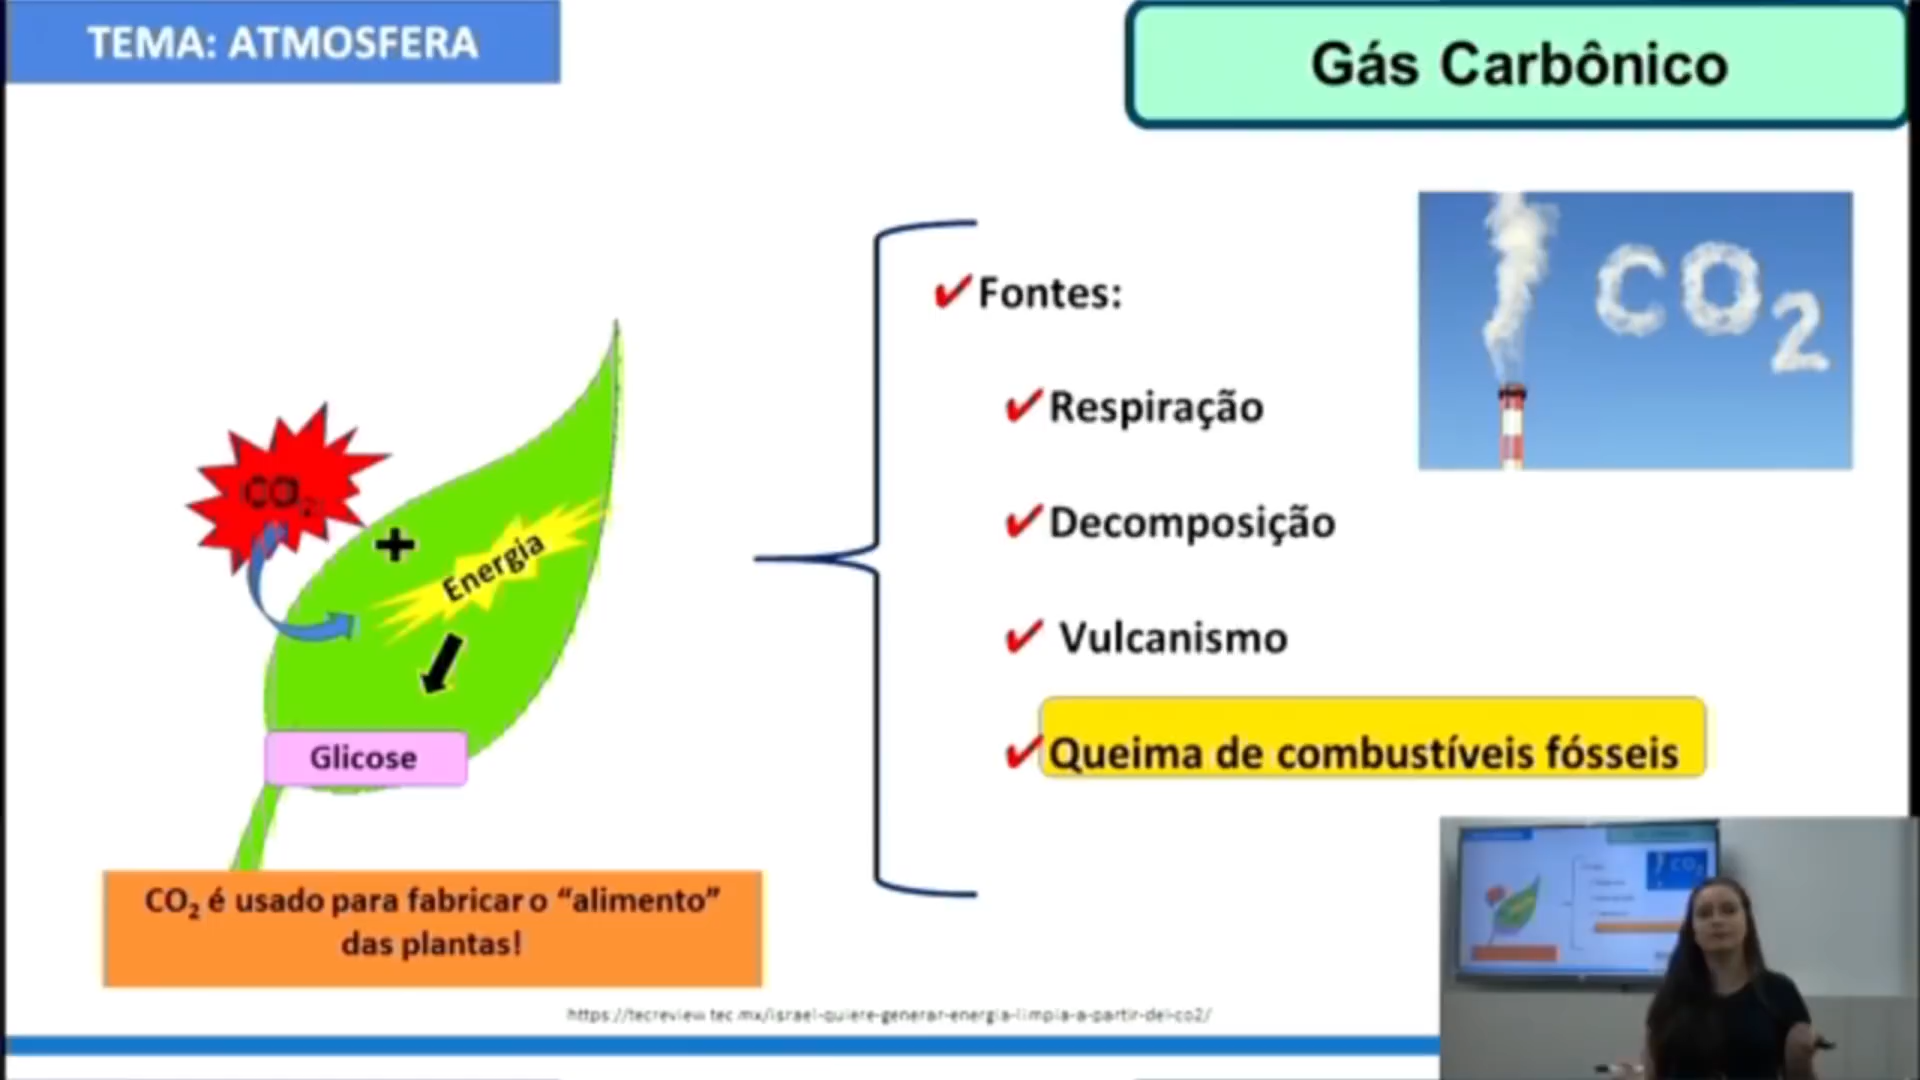 TEMA: ATMOSFERA
Gás Carbônico
CO₂
✔Fontes:
✔Respiração
✔Decomposição
✔ Vulcanismo
✔Queima de combustíveis fósseis
CO₂
+
Energia
Glicose
CO₂ é usado para fabricar o “alimento”
das plantas!
https://tecreview.tec.mx/israel-quiere-generar-energia-limpia-a-partir-del-co2/